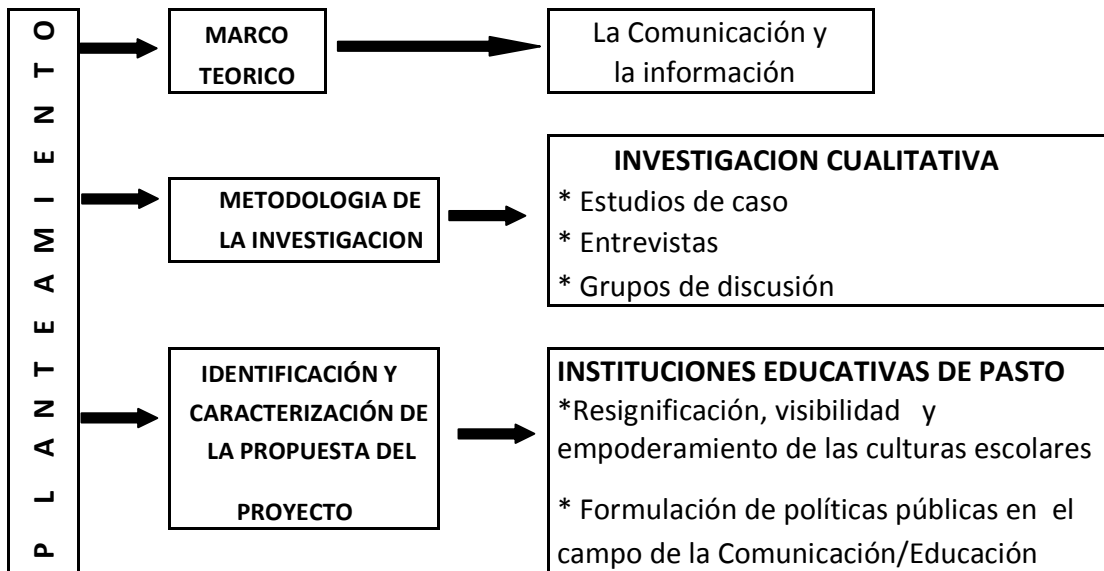 P L A N T E A M I E N T O
MARCO
TEORICO
La Comunicación y
la información
METODOLOGIA DE
LA INVESTIGACION
INVESTIGACION CUALITATIVA
* Estudios de caso
* Entrevistas
* Grupos de discusión
IDENTIFICACIÓN Y
CARACTERIZACIÓN DE
LA PROPUESTA DEL
PROYECTO
INSTITUCIONES EDUCATIVAS DE PASTO
*Resignificación, visibilidad y
empoderamiento de las culturas escolares
* Formulación de políticas públicas en el
campo de la Comunicación/Educación